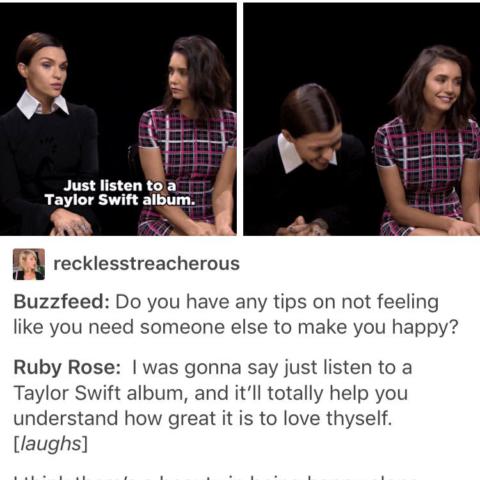 Just listen to a
Taylor Swift album.
recklesstreacherous
Buzzfeed: Do you have any tips on not feeling
like you need someone else to make you happy?
Ruby Rose: I was gonna say just listen to a
Taylor Swift album, and it'll totally help you
understand how great it is to love thyself.
[laughs]